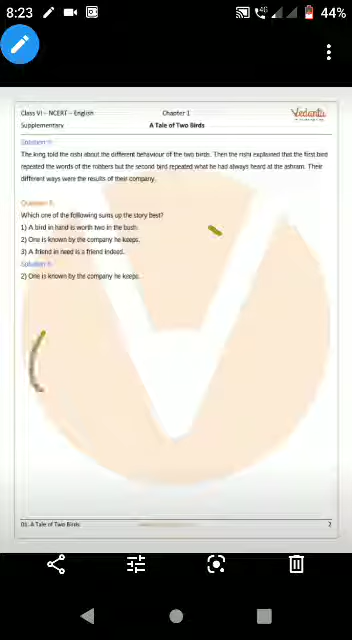 8:23
4G
44%
Class VI – NCERT – English
Chapter 1
Vedantu
Supplementary
A Tale of Two Birds
The king told the rishi about the different behaviour of the two birds. Then the rishi explained that the first bird
repeated the words of the robbers but the second bird repeated what he had always heard at the ashram. Their
different ways were the results of their company.
Which one of the following sums up the story best?
1) A bird in hand is worth two in the bush.
2) One is known by the company he keeps.
3) A friend in need is a friend indeed.
2) One is known by the company he keeps.
01. A Tale of Two Birds
2